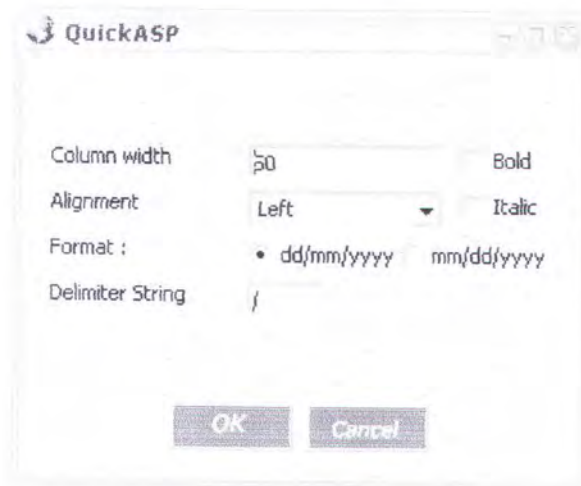 QuickASP
Column width 50 Bold
Alignment Left Italic
Format : dd/mm/yyyy mm/dd/yyyy
Delimiter String /
OK Cancel